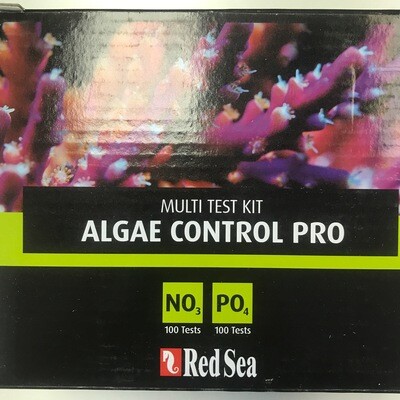 MULTI TEST KIT
ALGAE CONTROL PRO
NO₃ PO₄
100 Tests 100 Tests
Red Sea